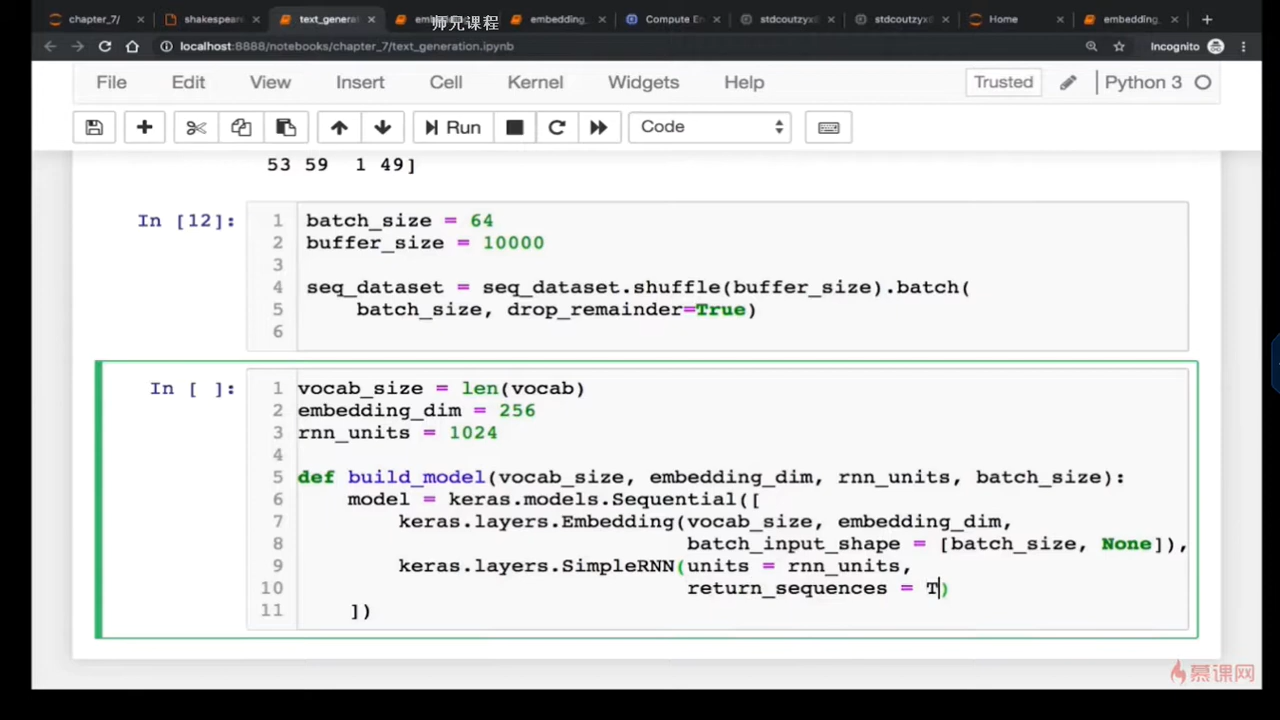 chapter_7/
shakespeare
text_genera
师兄课程
embedding_
Compute En
stdcoutzyx
stdcoutzyx
Home
embedding_
localhost:8888/notebooks/chapter_7/text_generation.ipynb
Incognito
File Edit View Insert Cell Kernel Widgets Help
Trusted
Python 3
Run
Code
53 59 1 49]
In [12]:
1 batch_size = 64
2 buffer_size = 10000
3
4 seq_dataset = seq_dataset.shuffle(buffer_size).batch(
5 batch_size, drop_remainder=True)
6
In [ ]:
1 vocab_size = len(vocab)
2 embedding_dim = 256
3 rnn_units = 1024
4
5 def build_model(vocab_size, embedding_dim, rnn_units, batch_size):
6 model = keras.models.Sequential([
7 keras.layers.Embedding(vocab_size, embedding_dim,
8 batch_input_shape = [batch_size, None]),
9 keras.layers.SimpleRNN(units = rnn_units,
10 return_sequences = T)
11 ])
慕课网